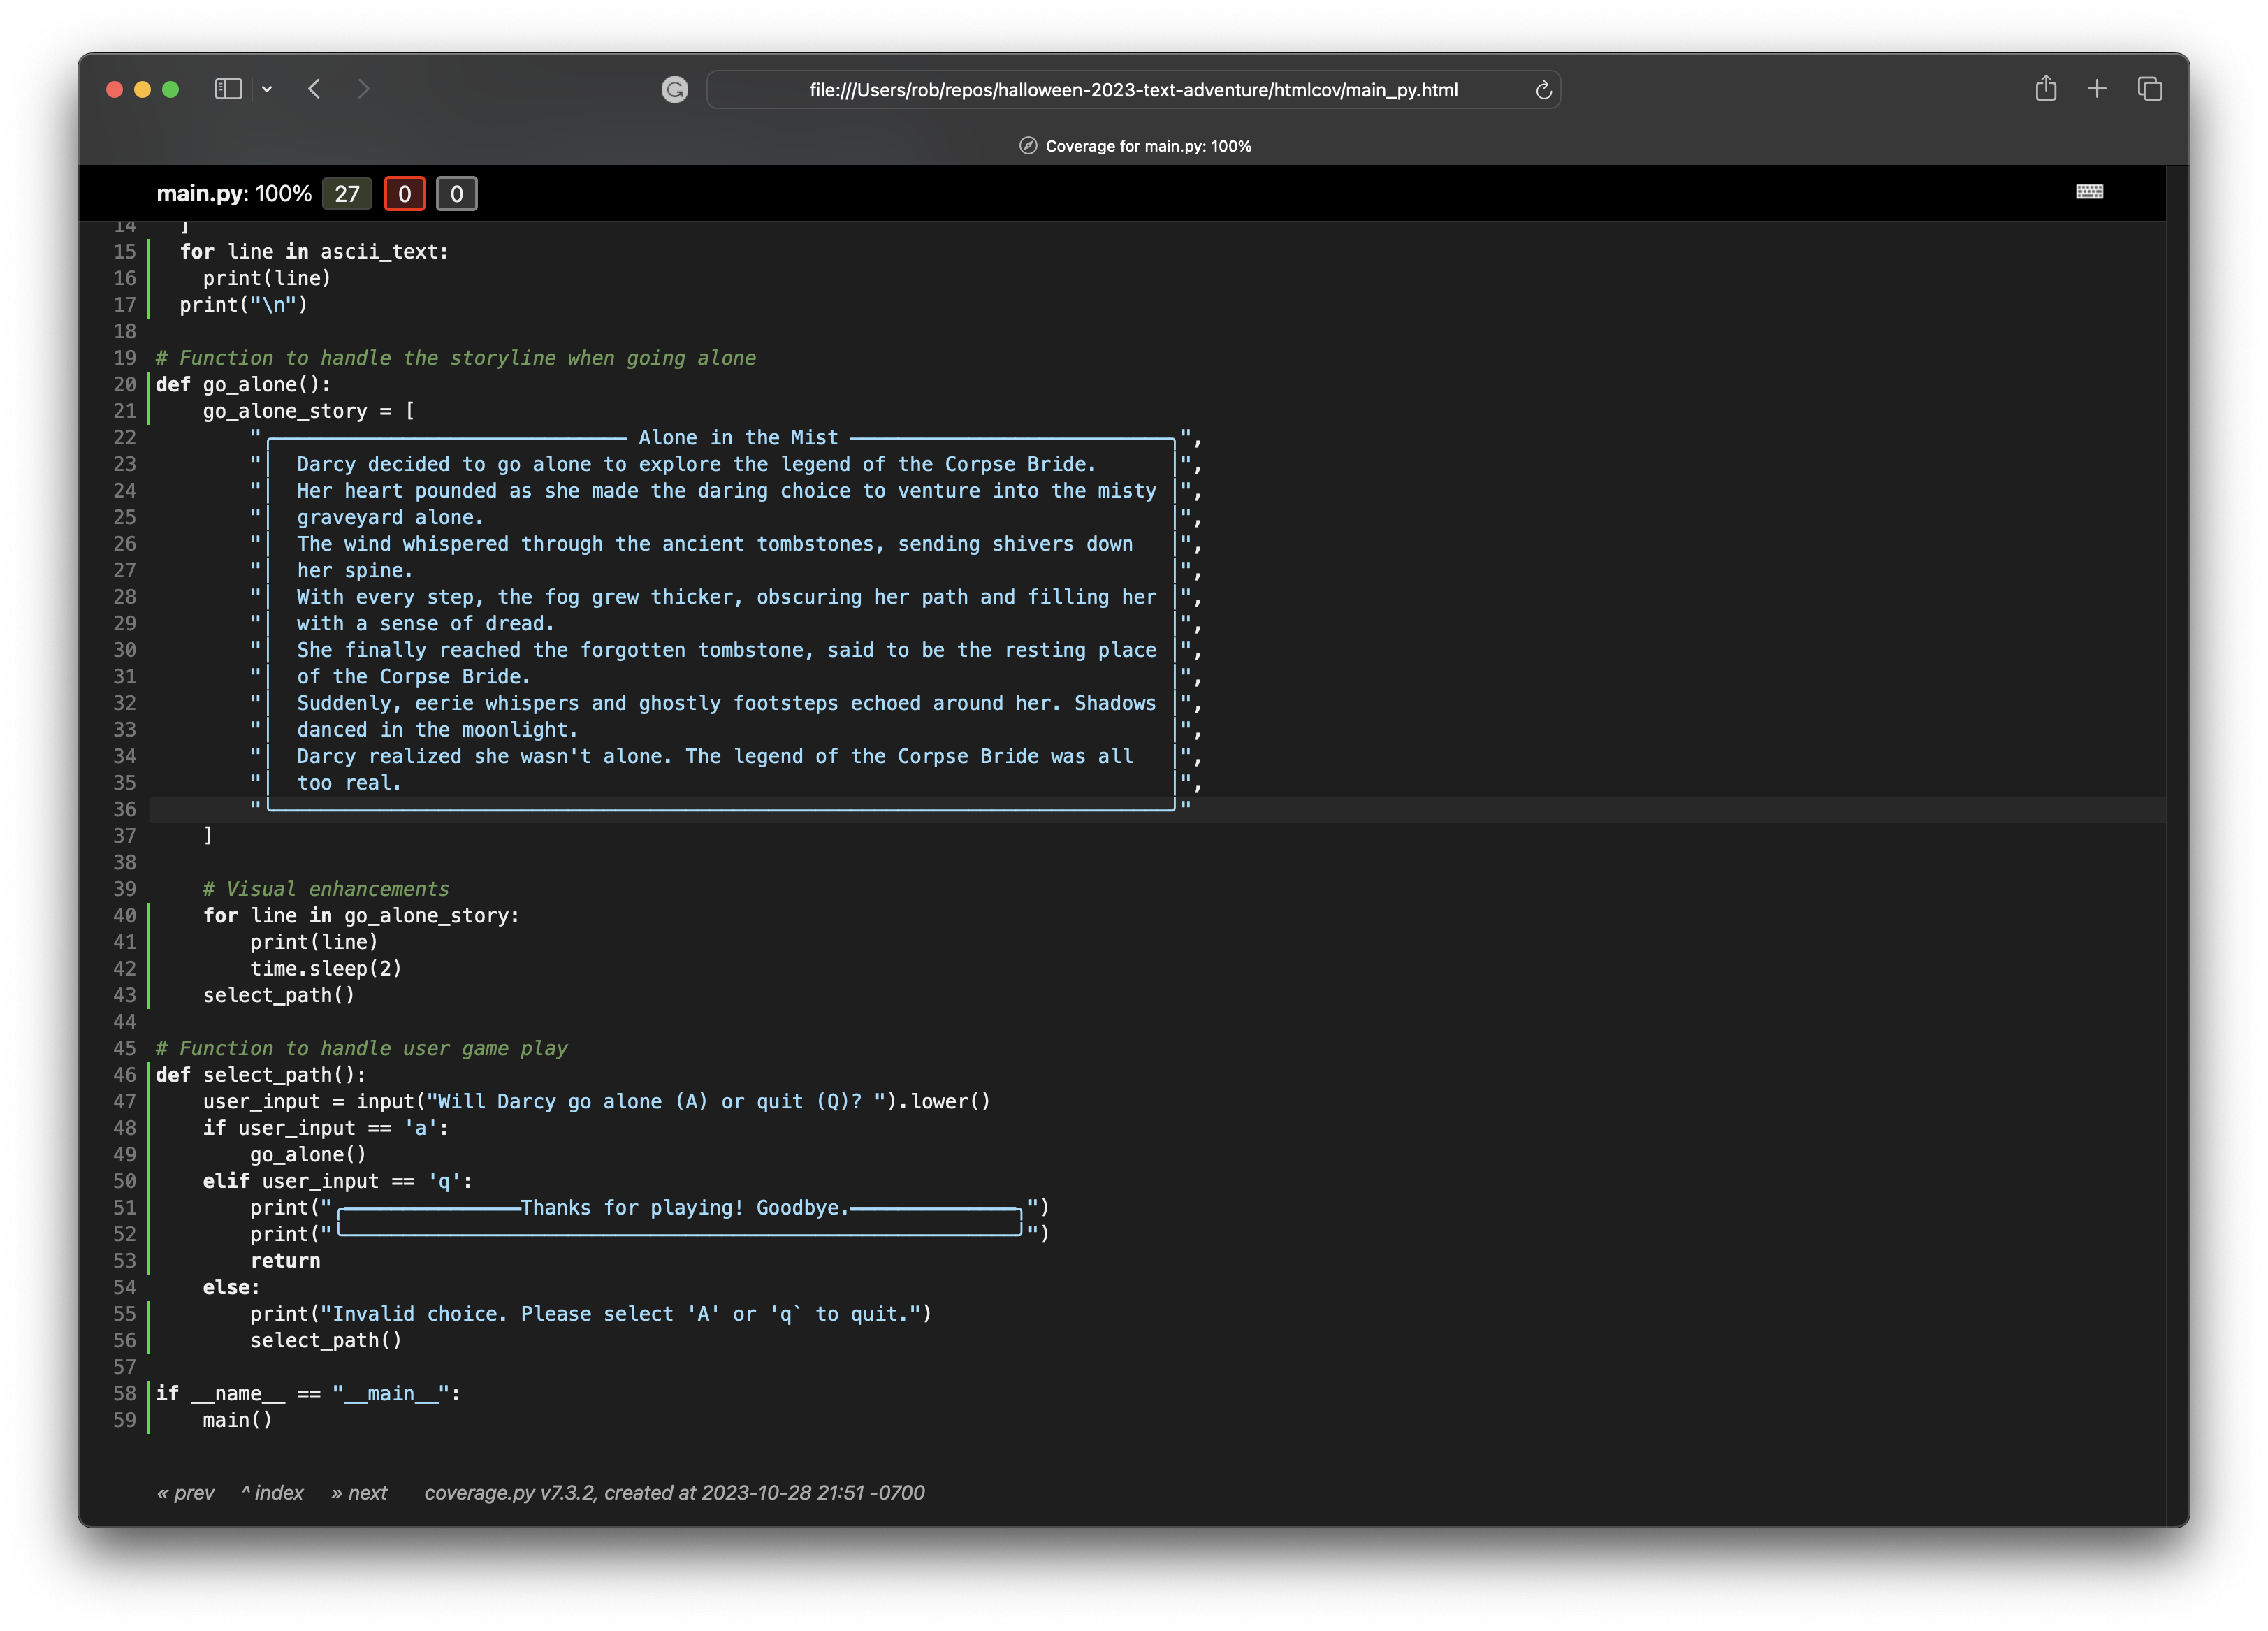 file:///Users/rob/repos/halloween-2023-text-adventure/htmlcov/main_py.html
Coverage for main.py: 100%
main.py: 100% 27 0 0
14   ]
15   for line in ascii_text:
16     print(line)
17   print("\n")
18
19 # Function to handle the storyline when going alone
20 def go_alone():
21     go_alone_story = [
22         "╭────────────────────────────── Alone in the Mist ───────────────────────────╮",
23         "│  Darcy decided to go alone to explore the legend of the Corpse Bride.       │",
24         "│  Her heart pounded as she made the daring choice to venture into the misty  │",
25         "│  graveyard alone.                                                           │",
26         "│  The wind whispered through the ancient tombstones, sending shivers down    │",
27         "│  her spine.                                                                 │",
28         "│  With every step, the fog grew thicker, obscuring her path and filling her  │",
29         "│  with a sense of dread.                                                     │",
30         "│  She finally reached the forgotten tombstone, said to be the resting place  │",
31         "│  of the Corpse Bride.                                                       │",
32         "│  Suddenly, eerie whispers and ghostly footsteps echoed around her. Shadows  │",
33         "│  danced in the moonlight.                                                   │",
34         "│  Darcy realized she wasn't alone. The legend of the Corpse Bride was all    │",
35         "│  too real.                                                                  │",
36         "╰─────────────────────────────────────────────────────────────────────────────╯"
37     ]
38
39     # Visual enhancements
40     for line in go_alone_story:
41         print(line)
42         time.sleep(2)
43     select_path()
44
45 # Function to handle user game play
46 def select_path():
47     user_input = input("Will Darcy go alone (A) or quit (Q)? ").lower()
48     if user_input == 'a':
49         go_alone()
50     elif user_input == 'q':
51         print("╭━━━━━━━━━━━━━━━Thanks for playing! Goodbye.━━━━━━━━━━━━━━╮")
52         print("╰─────────────────────────────────────────────────────────╯")
53         return
54     else:
55         print("Invalid choice. Please select 'A' or 'q` to quit.")
56         select_path()
57
58 if __name__ == "__main__":
59     main()
« prev    ^ index    » next    coverage.py v7.3.2, created at 2023-10-28 21:51 -0700